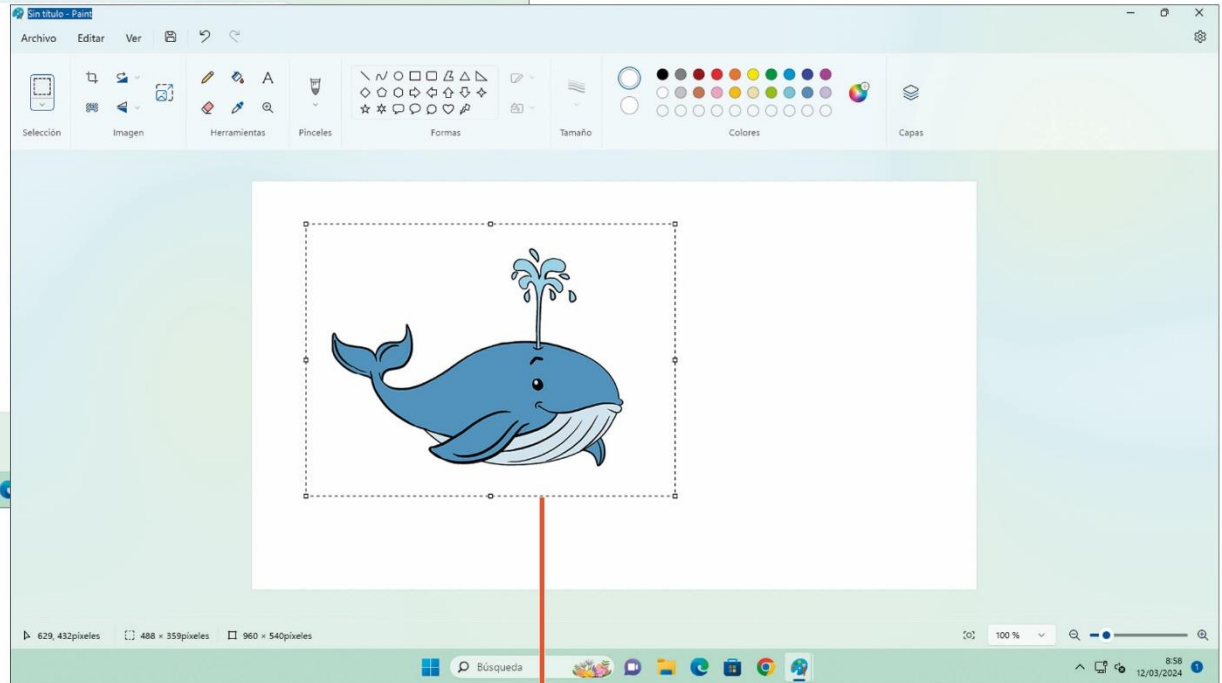 Sin título - Paint
Archivo Editar Ver
Selección Imagen Herramientas Pinceles Formas Tamaño Colores Capas
629, 432píxeles 488 × 359píxeles 960 × 540píxeles 100 %
Búsqueda 8:58
12/03/2024 1